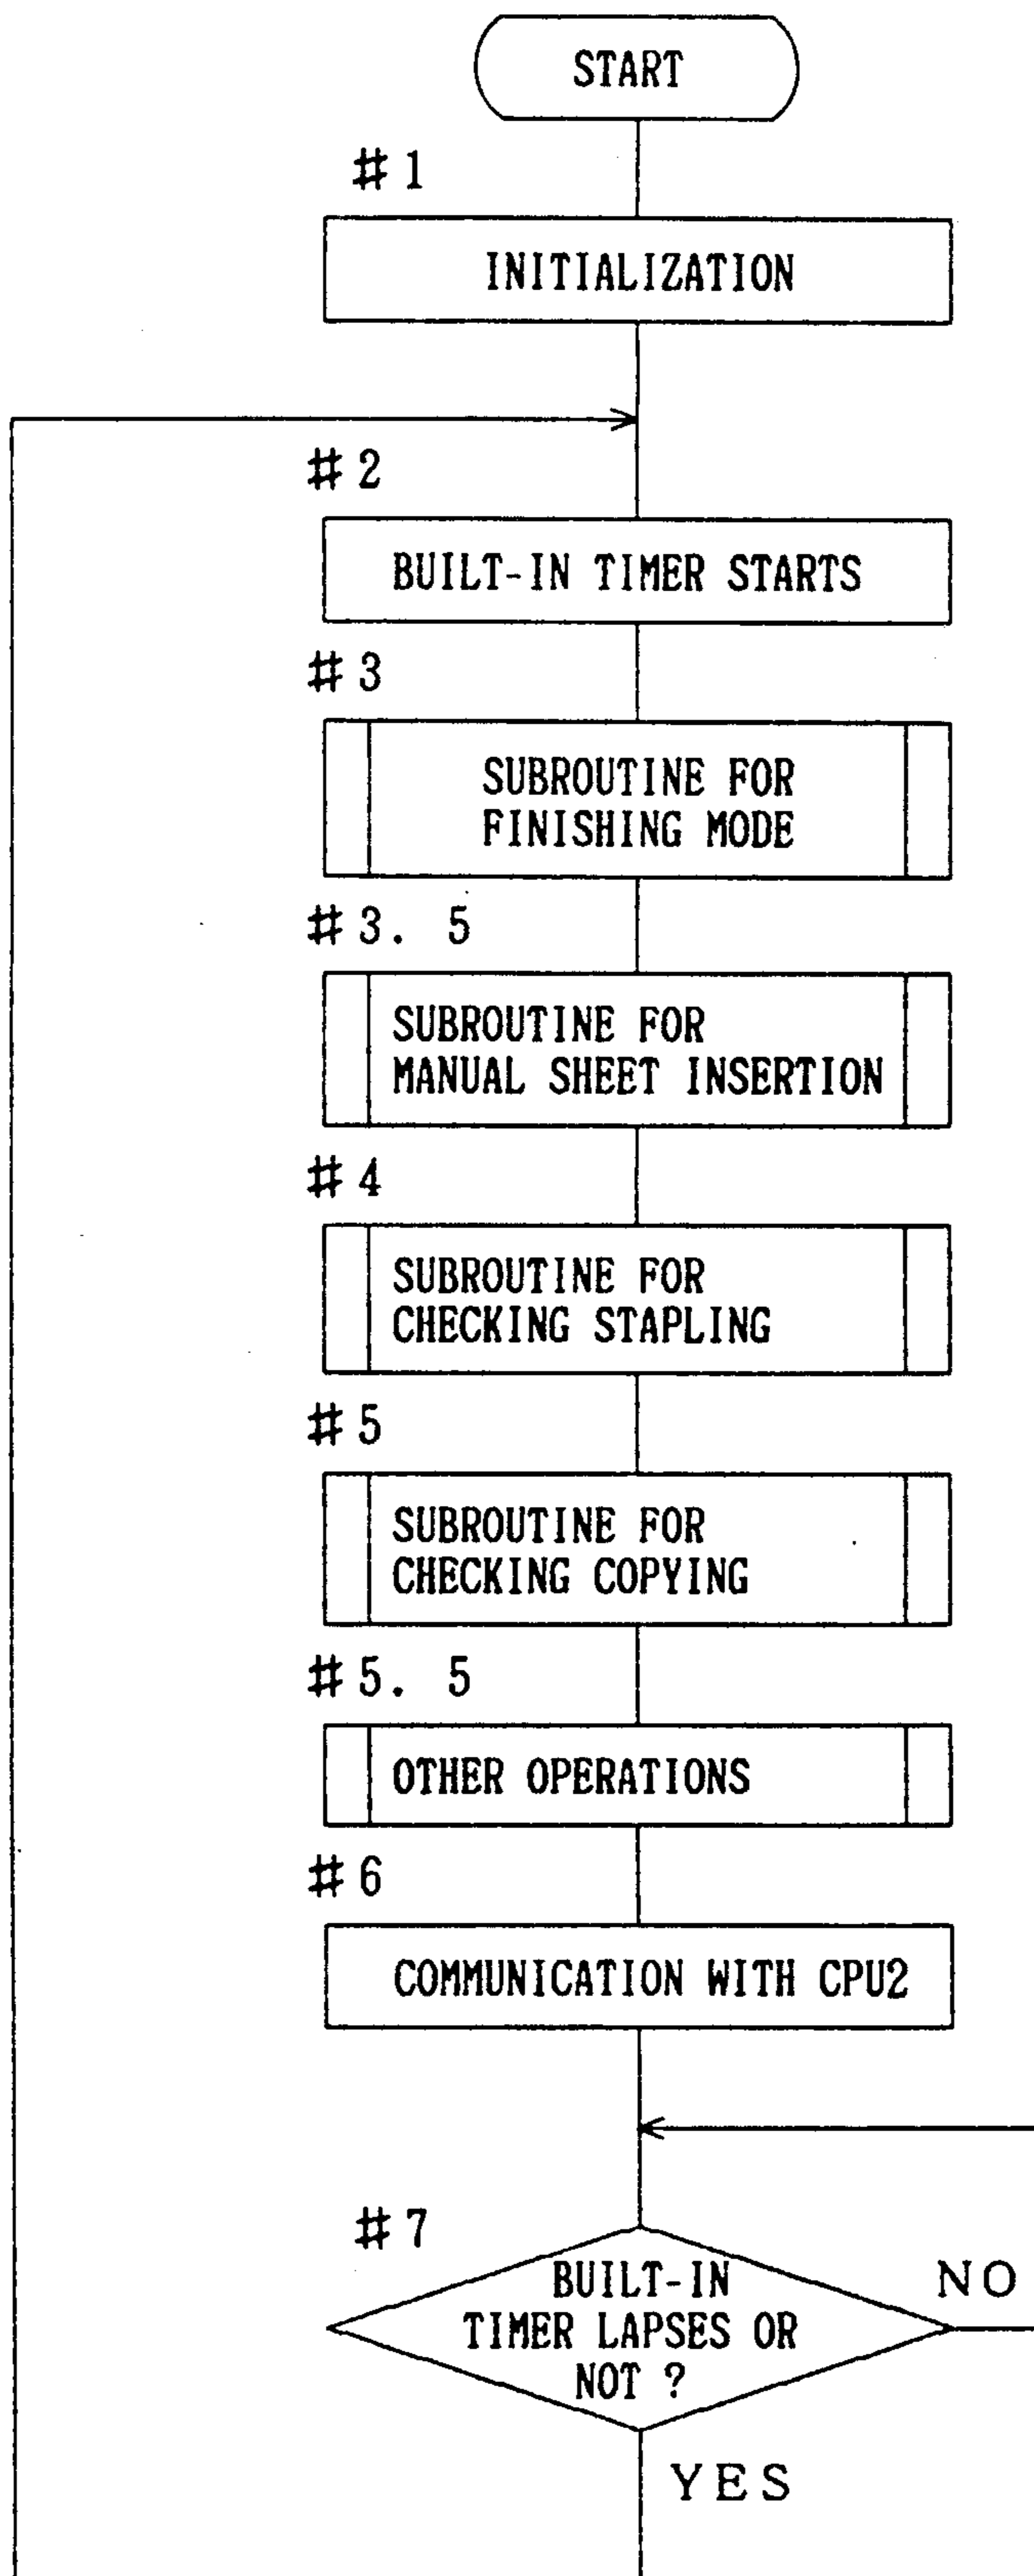 START
#1
INITIALIZATION
#2
BUILT-IN TIMER STARTS
#3
SUBROUTINE FOR
FINISHING MODE
#3. 5
SUBROUTINE FOR
MANUAL SHEET INSERTION
#4
SUBROUTINE FOR
CHECKING STAPLING
#5
SUBROUTINE FOR
CHECKING COPYING
#5. 5
OTHER OPERATIONS
#6
COMMUNICATION WITH CPU2
#7
BUILT-IN
TIMER LAPSES OR
NOT ?
NO
YES